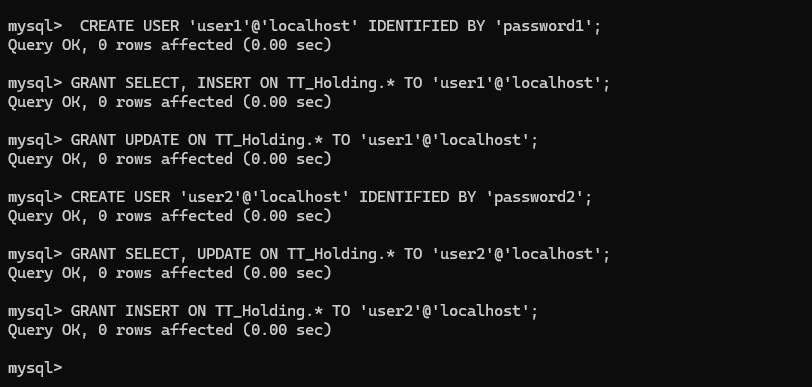 mysql>  CREATE USER 'user1'@'localhost' IDENTIFIED BY 'password1';
Query OK, 0 rows affected (0.00 sec)
mysql> GRANT SELECT, INSERT ON TT_Holding.* TO 'user1'@'localhost';
Query OK, 0 rows affected (0.00 sec)
mysql> GRANT UPDATE ON TT_Holding.* TO 'user1'@'localhost';
Query OK, 0 rows affected (0.00 sec)
mysql> CREATE USER 'user2'@'localhost' IDENTIFIED BY 'password2';
Query OK, 0 rows affected (0.00 sec)
mysql> GRANT SELECT, UPDATE ON TT_Holding.* TO 'user2'@'localhost';
Query OK, 0 rows affected (0.00 sec)
mysql> GRANT INSERT ON TT_Holding.* TO 'user2'@'localhost';
Query OK, 0 rows affected (0.00 sec)
mysql>